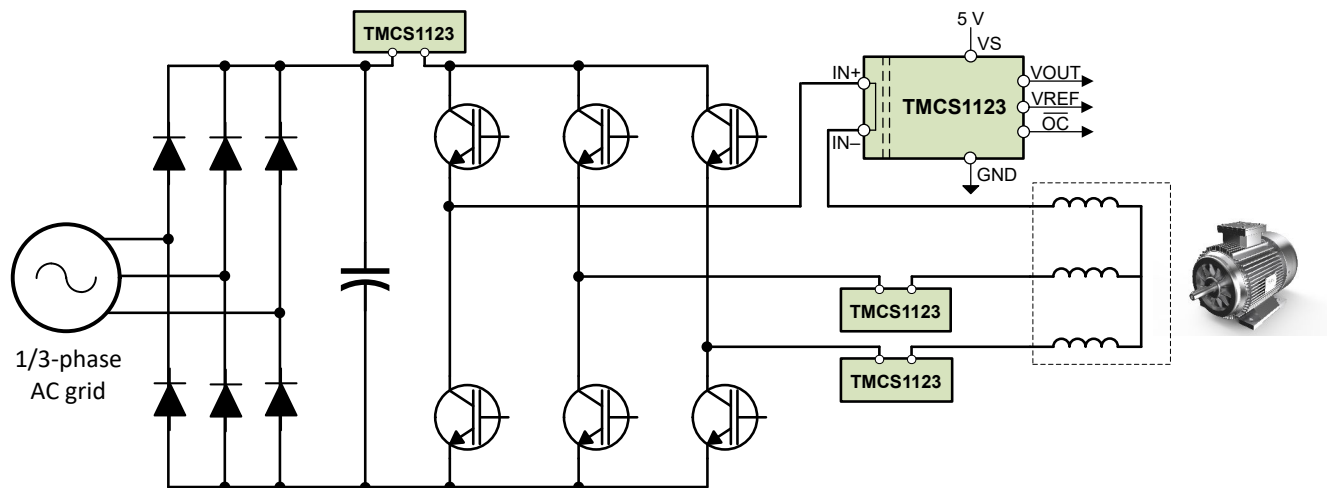 TMCS1123
5 V
VS
IN+
TMCS1123
VOUT
VREF
OC
IN–
GND
TMCS1123
TMCS1123
1/3-phase
AC grid